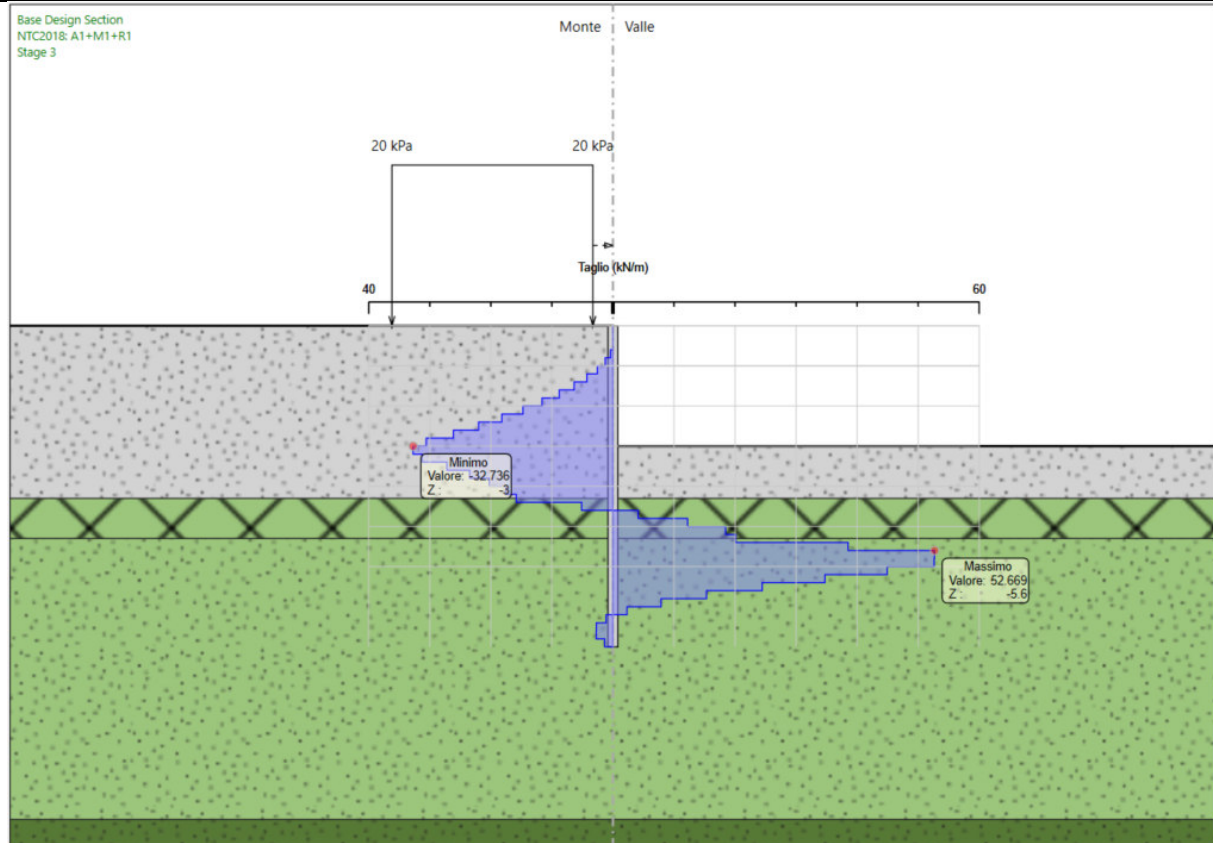 Base Design Section
NTC2018: A1+M1+R1
Stage 3
Monte Valle
20 kPa 20 kPa
Taglio (kN/m)
40 60
Minimo
Valore: -32.736
Z : -3
Massimo
Valore: 52.669
Z : -5.6